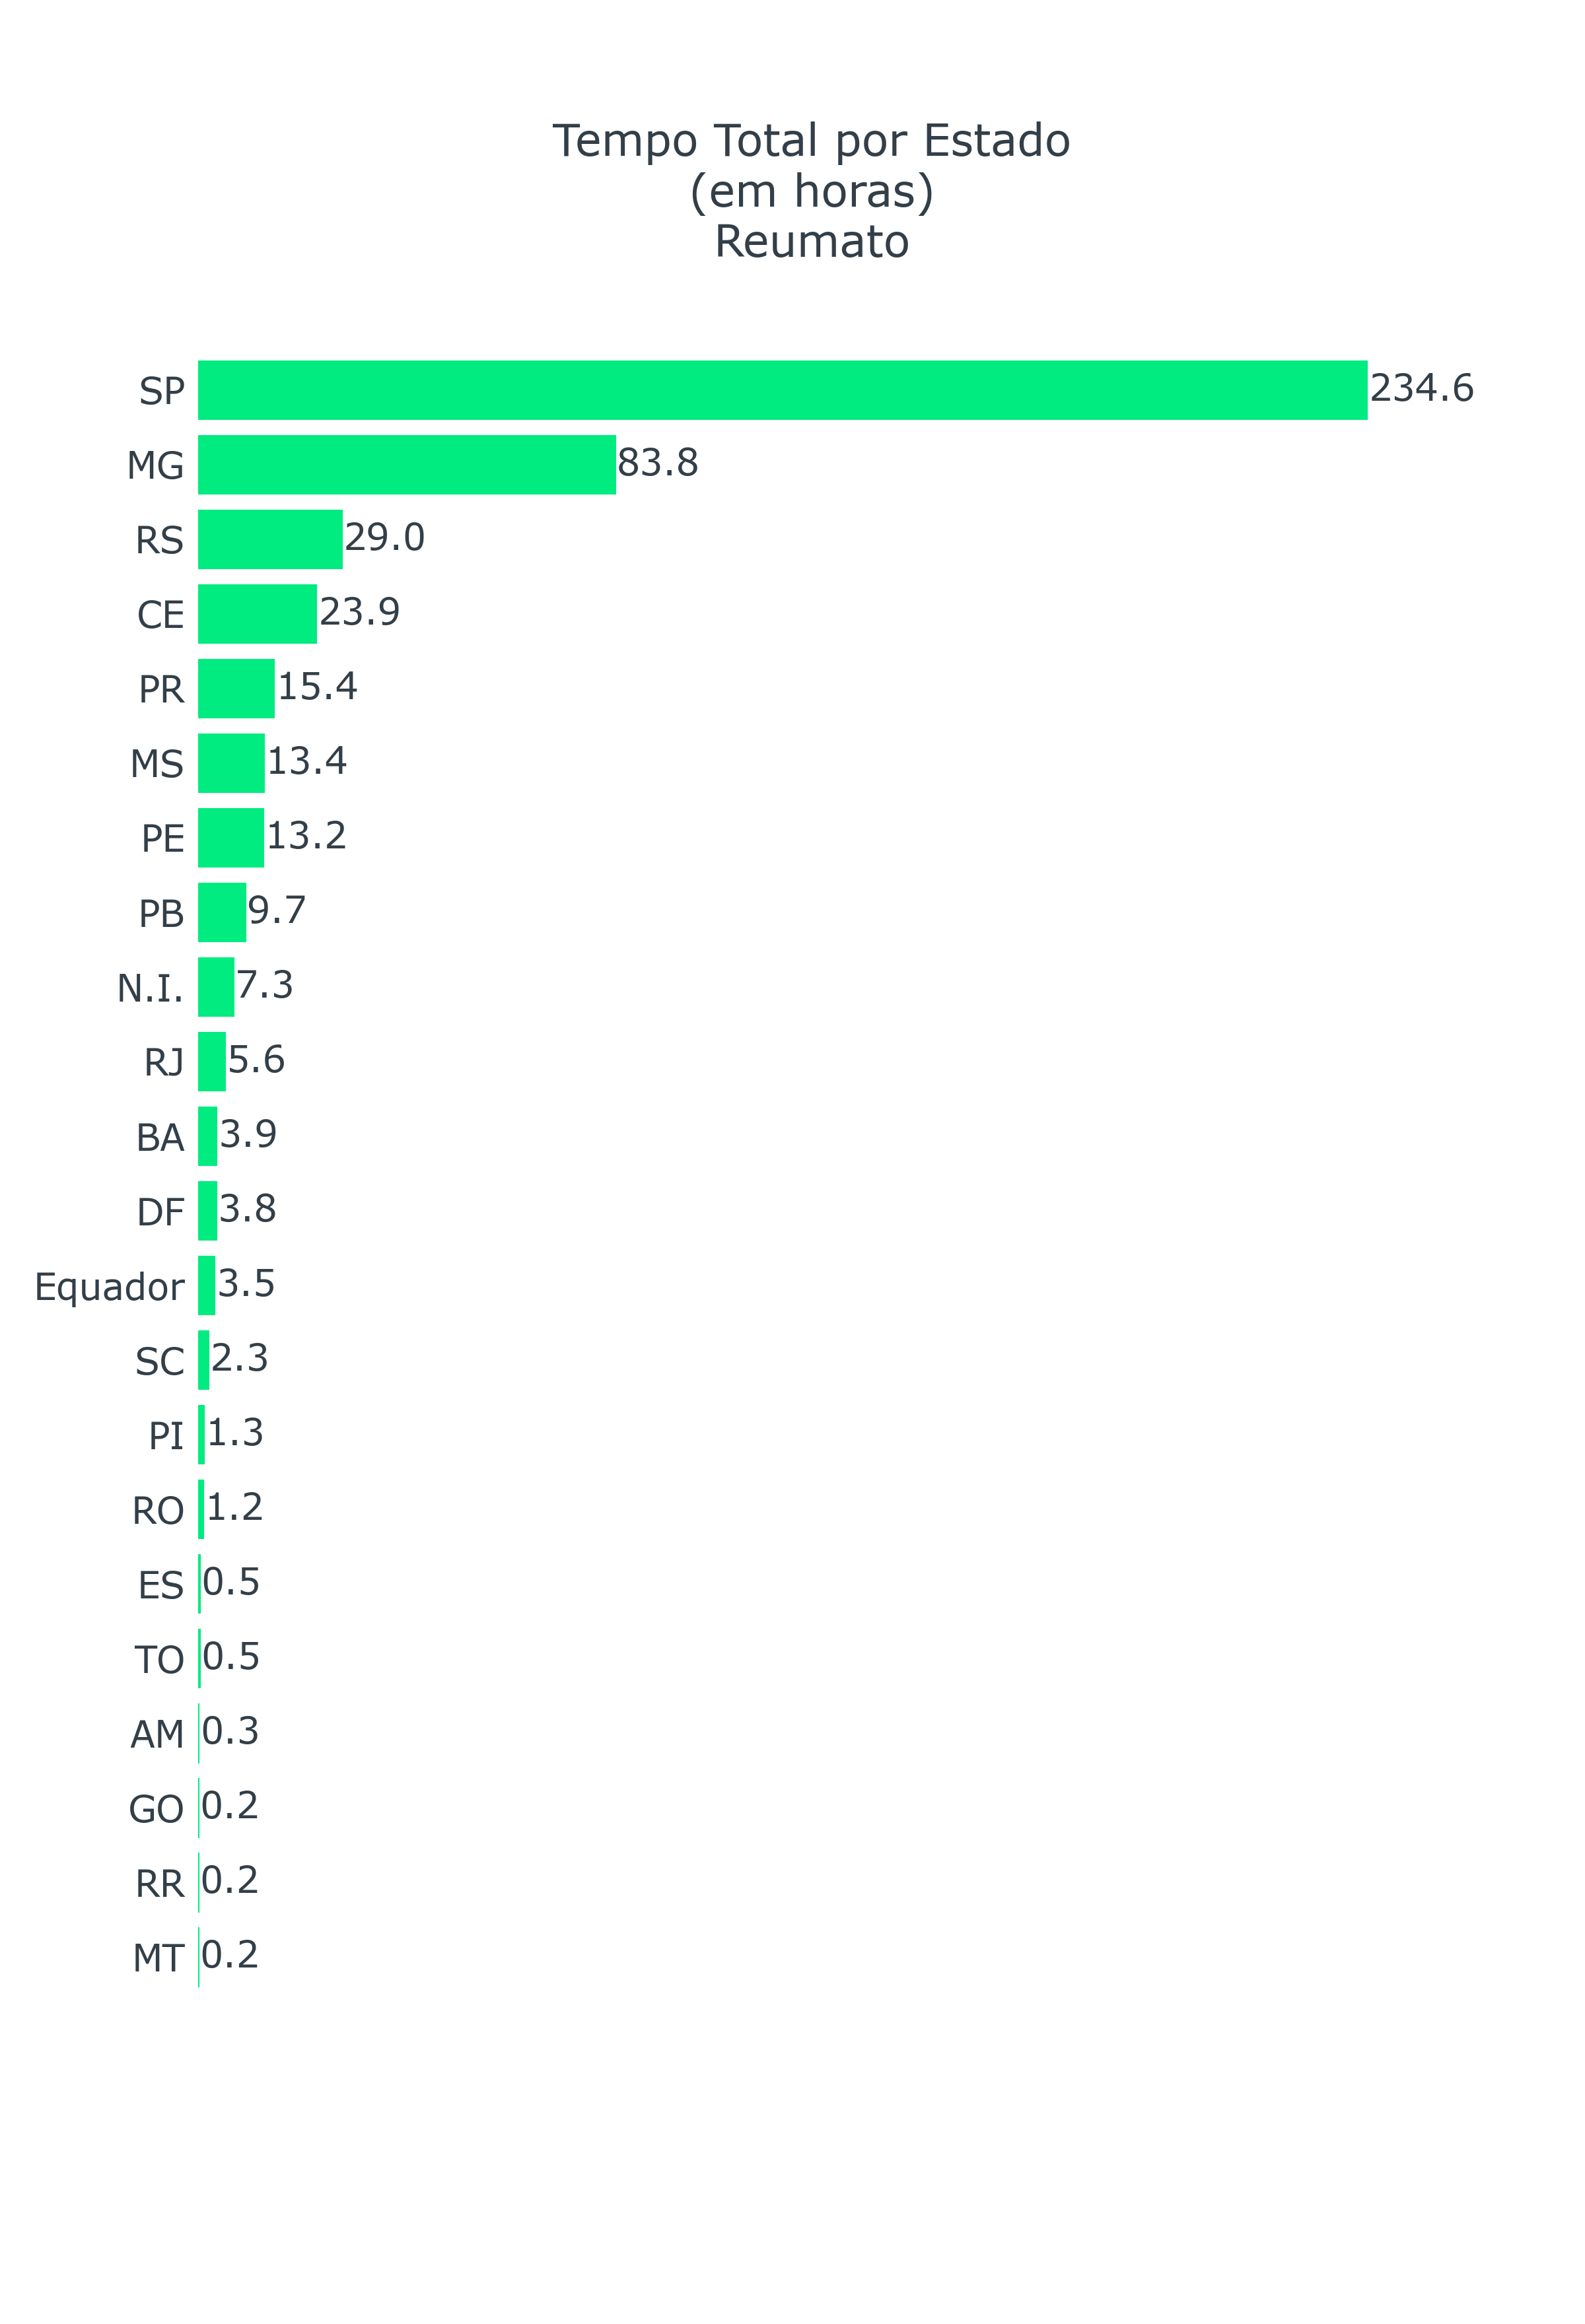 Tempo Total por Estado
(em horas)
Reumato
SP 234.6
MG 83.8
RS 29.0
CE 23.9
PR 15.4
MS 13.4
PE 13.2
PB 9.7
N.I. 7.3
RJ 5.6
BA 3.9
DF 3.8
Equador 3.5
SC 2.3
PI 1.3
RO 1.2
ES 0.5
TO 0.5
AM 0.3
GO 0.2
RR 0.2
MT 0.2